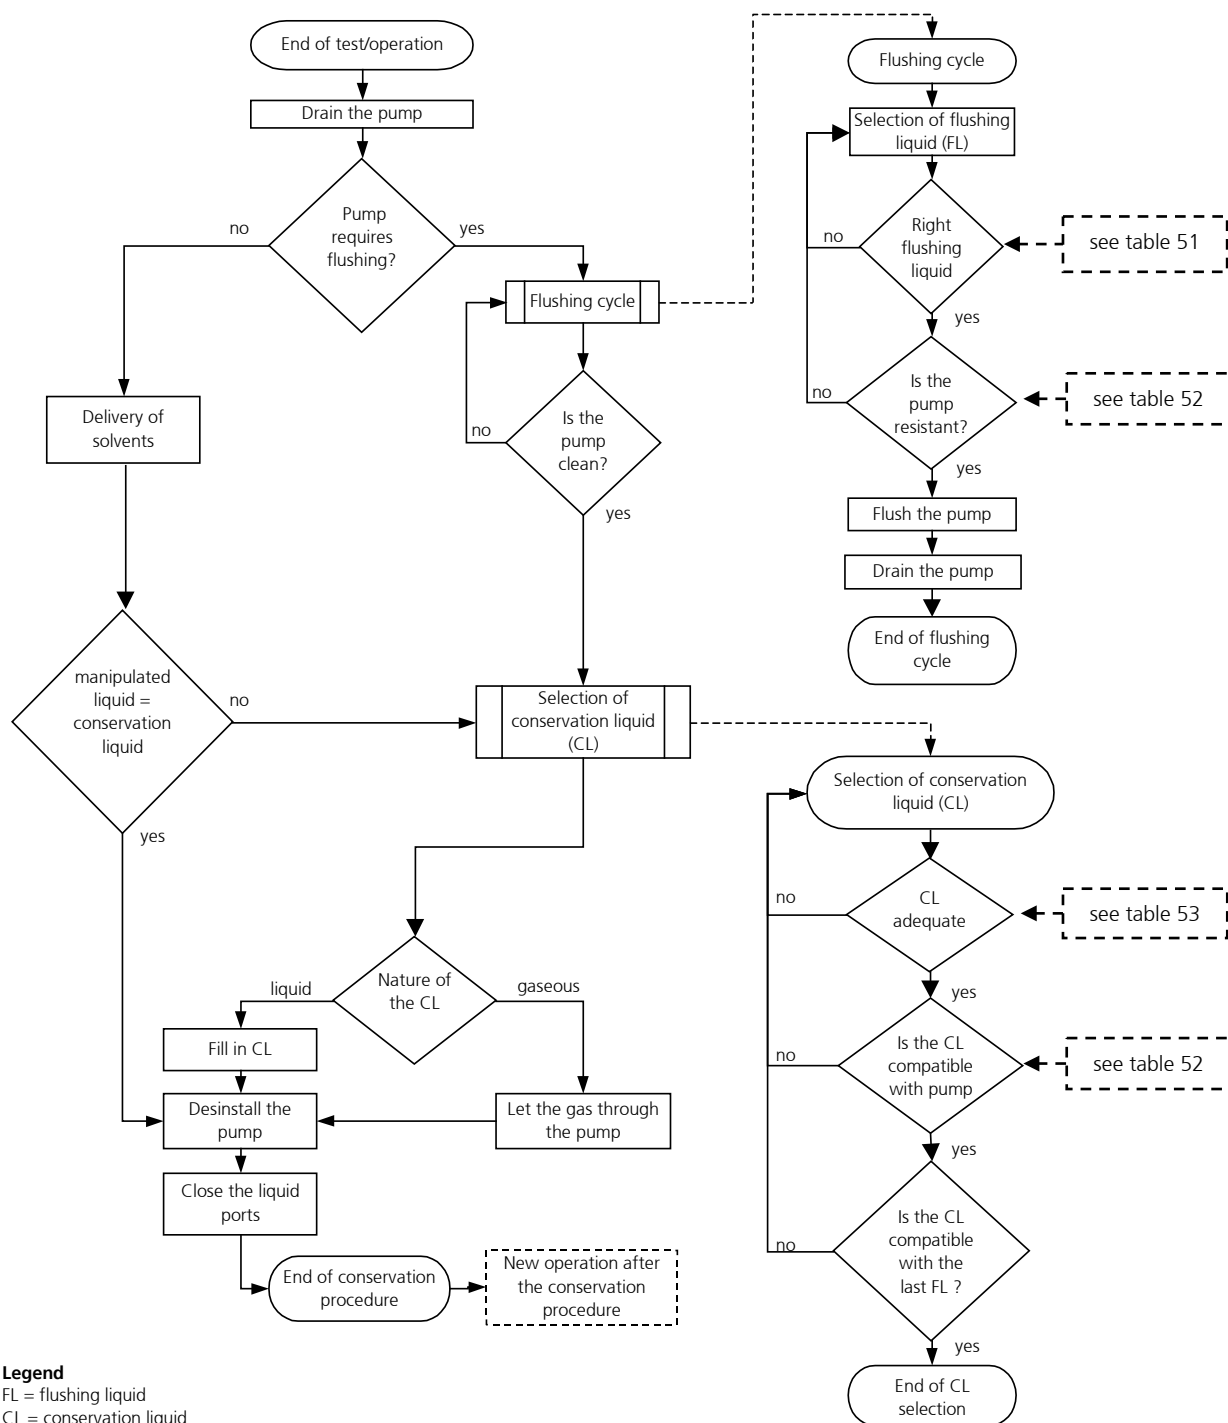 End of test/operation
Drain the pump
Pump
requires
flushing?
no
yes
Flushing cycle
Is the
pump
clean?
no
yes
Delivery of
solvents
manipulated
liquid =
conservation
liquid
no
yes
Selection of
conservation liquid
(CL)
Nature of
the CL
liquid
gaseous
Fill in CL
Desinstall the
pump
Let the gas through
the pump
Close the liquid
ports
End of conservation
procedure
New operation after
the conservation
procedure
Flushing cycle
Selection of flushing
liquid (FL)
Right
flushing
liquid
no
see table 51
yes
Is the
pump
resistant?
no
see table 52
yes
Flush the pump
Drain the pump
End of flushing
cycle
Selection of conservation
liquid (CL)
CL
adequate
no
see table 53
yes
Is the CL
compatible
with pump
no
see table 52
yes
Is the CL
compatible
with the
last FL ?
no
yes
End of CL
selection
Legend
FL = flushing liquid
CL = conservation liquid